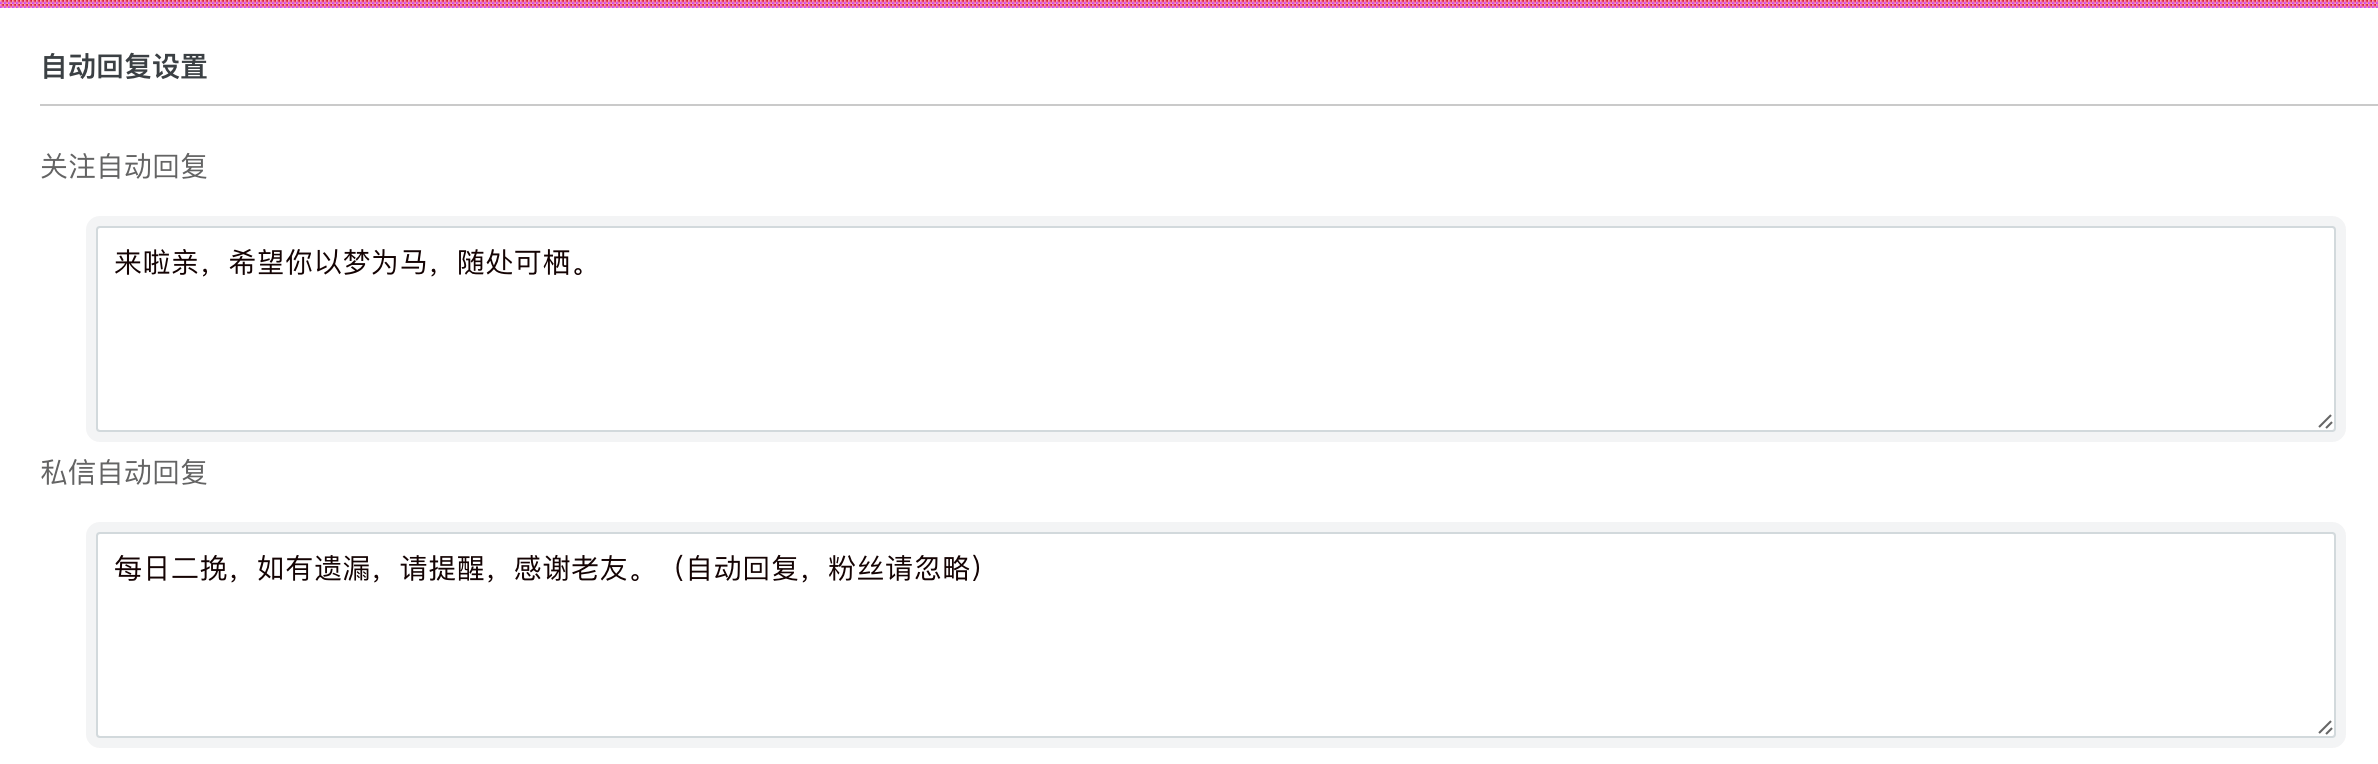 自动回复设置
关注自动回复
来啦亲，希望你以梦为马，随处可栖。
私信自动回复
每日二挽，如有遗漏，请提醒，感谢老友。（自动回复，粉丝请忽略）